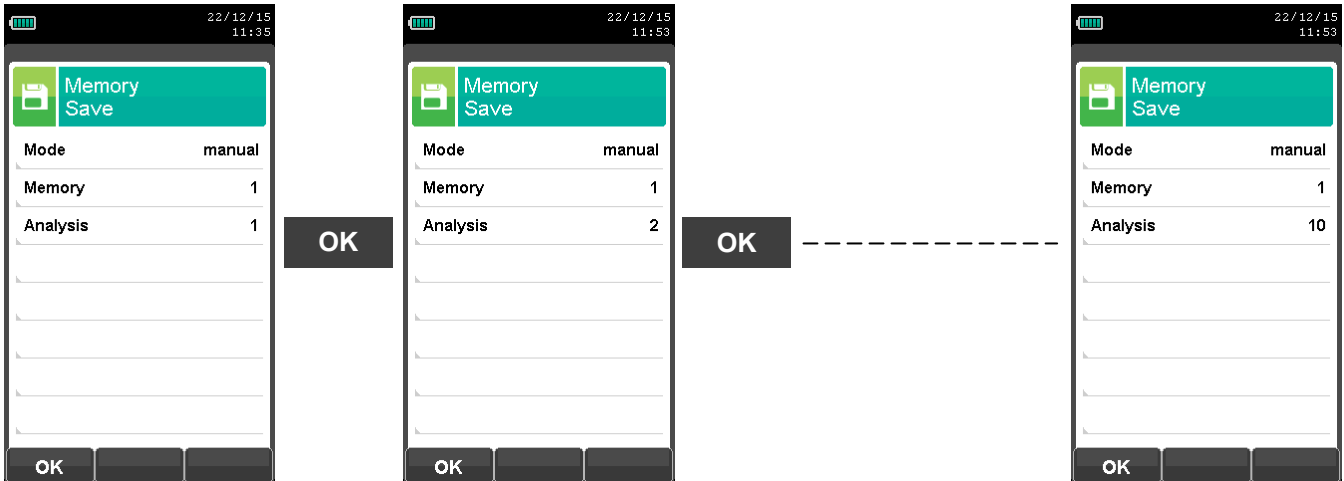 22/12/15
11:35
Memory
Save
Mode manual
Memory 1
Analysis 1
OK
OK
22/12/15
11:53
Memory
Save
Mode manual
Memory 1
Analysis 2
OK
OK
22/12/15
11:53
Memory
Save
Mode manual
Memory 1
Analysis 10
OK